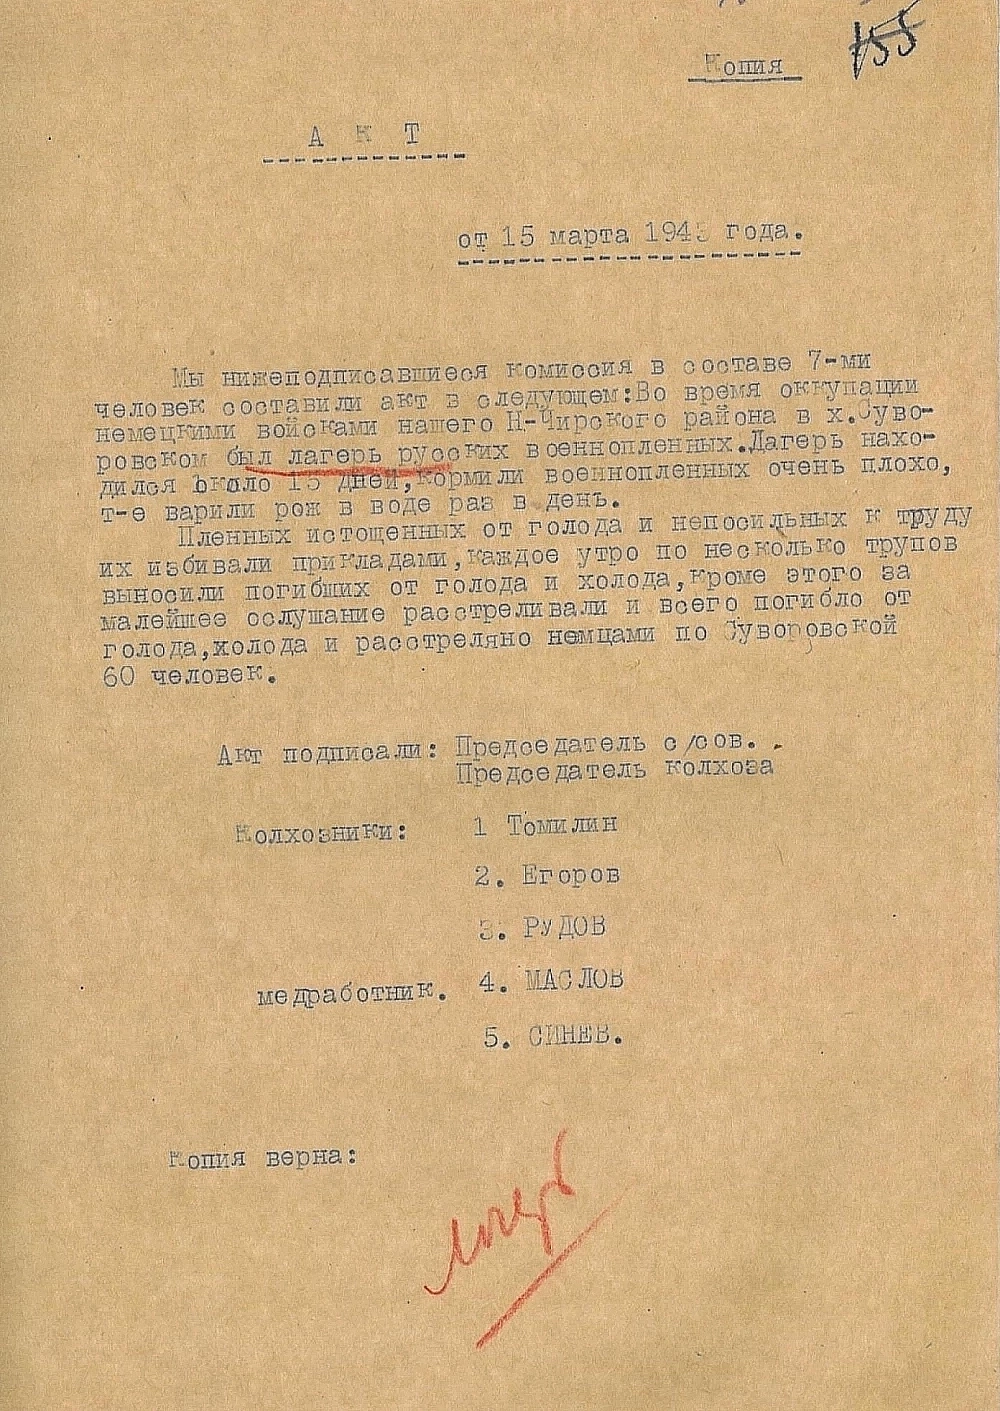 155
Копия
А К Т
от 15 марта 1943 года.
Мы нижеподписавшиеся комиссия в составе 7-ми
человек составили акт в следующем:Во время оккупации
немецкими войсками нашего Н-Чирского района в х.Суво-
ровском был лагерь русских военнопленных.Лагерь нахо-
дился около 15 дней,кормили военнопленных очень плохо,
т-е варили рож в воде раз в день.
Пленных истощенных от голода и непосильных к труду
их избивали прикладами,каждое утро по несколько трупов
выносили погибших от голода и холода,кроме этого за
малейшее ослушание расстреливали и всего погибло от
голода,холода и расстреляно немцами по Суворовской
60 человек.
Акт подписали: Председатель с/сов. .
Председатель колхоза
Колхозники: 1 Томилин
2. Егоров
3. РУДОВ
медработник. 4. МАСЛОВ
5. СИНЕВ.
Копия верна:
лагерь